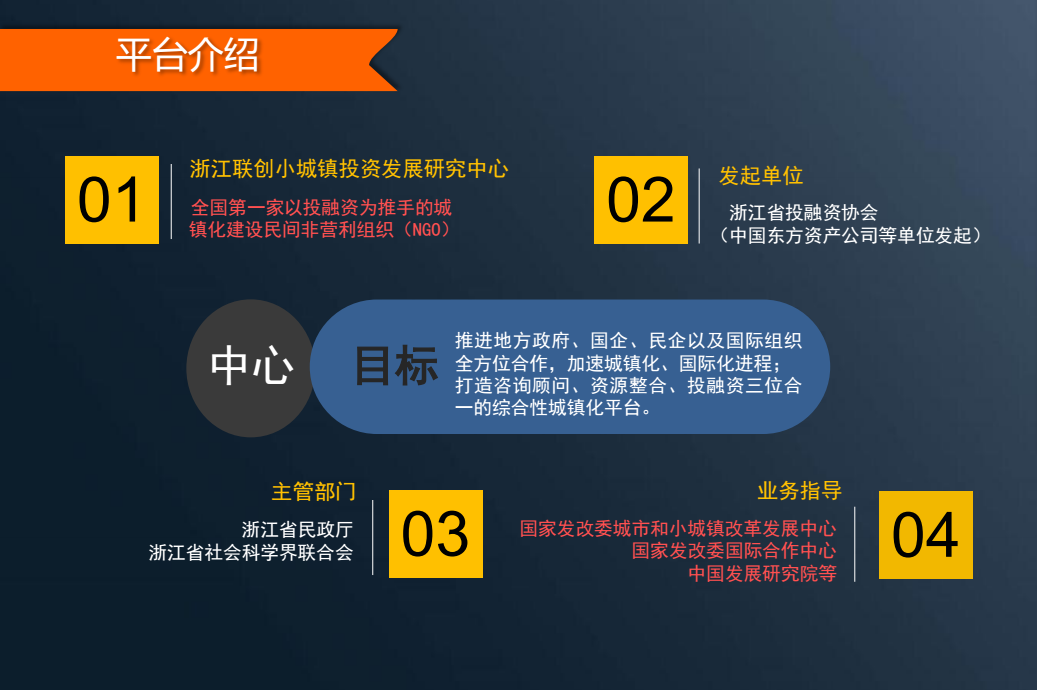 平台介绍
01
浙江联创小城镇投资发展研究中心
全国第一家以投融资为推手的城
镇化建设民间非营利组织（NGO）
02
发起单位
浙江省投融资协会
（中国东方资产公司等单位发起）
中心
目标
推进地方政府、国企、民企以及国际组织
全方位合作，加速城镇化、国际化进程；
打造咨询顾问、资源整合、投融资三位合
一的综合性城镇化平台。
主管部门
浙江省民政厅
浙江省社会科学界联合会
03
业务指导
国家发改委城市和小城镇改革发展中心
国家发改委国际合作中心
中国发展研究院等
04